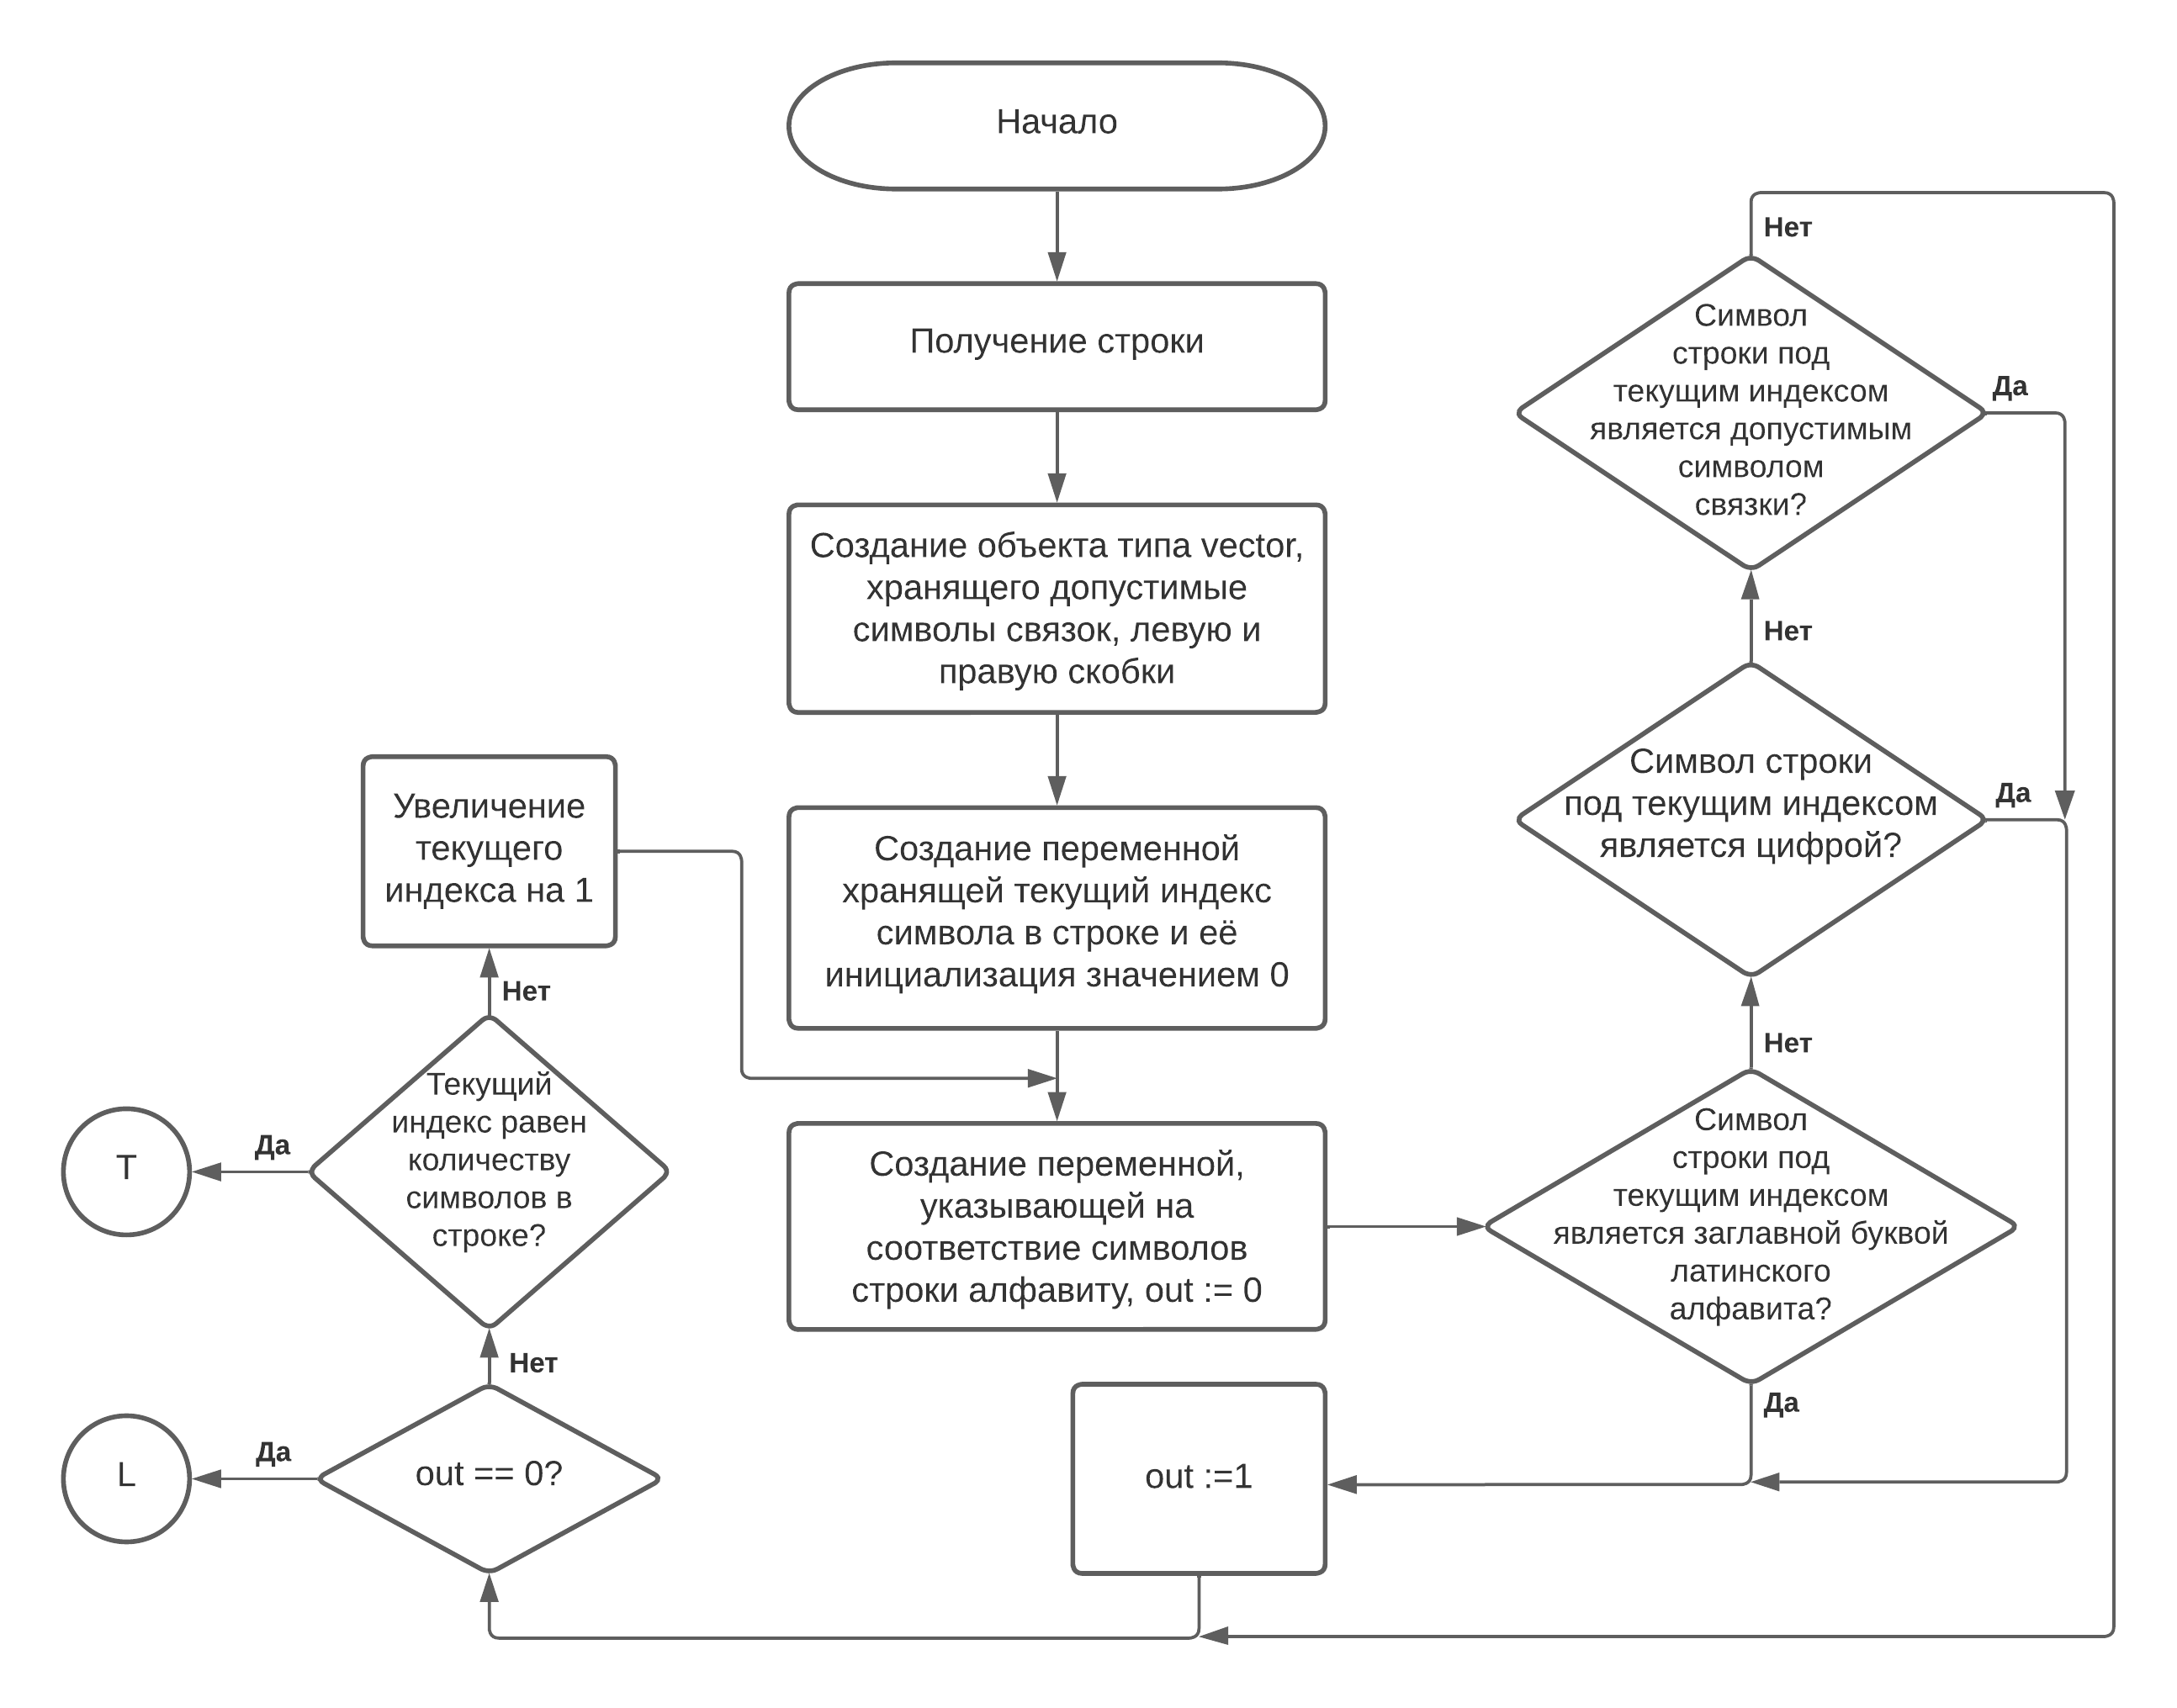 Начало
Получение строки
Создание объекта типа vector,
хранящего допустимые
символы связок, левую и
правую скобки
Создание переменной
хранящей текущий индекс
символа в строке и её
инициализация значением 0
Создание переменной,
указывающей на
соответствие символов
строки алфавиту, out := 0
Символ
строки под
текущим индексом
является заглавной буквой
латинского
алфавита?
Нет
Да
Символ строки
под текущим индексом
является цифрой?
Нет
Да
Символ
строки под
текущим индексом
является допустимым
символом
связки?
Нет
Да
out :=1
out == 0?
Да
L
Нет
Текущий
индекс равен
количеству
символов в
строке?
Да
T
Нет
Увеличение
текущего
индекса на 1